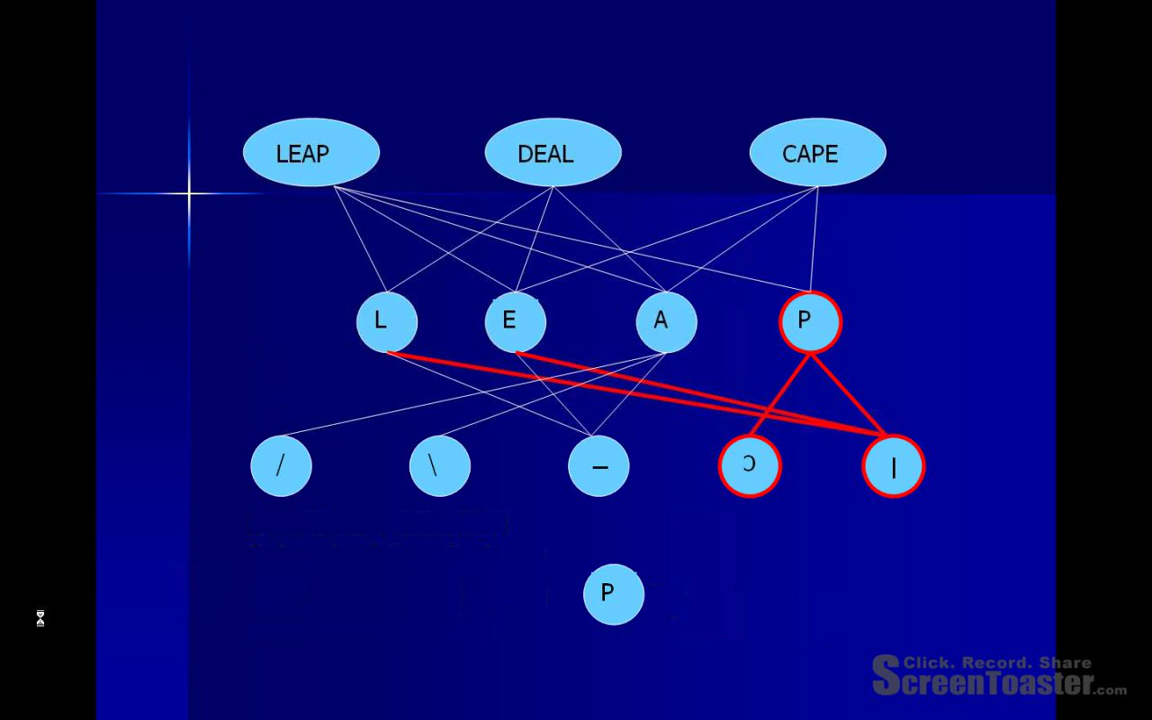 LEAP DEAL CAPE
L E A P
/ \ – Ɔ |
P
Click. Record. Share
ScreenToaster.com